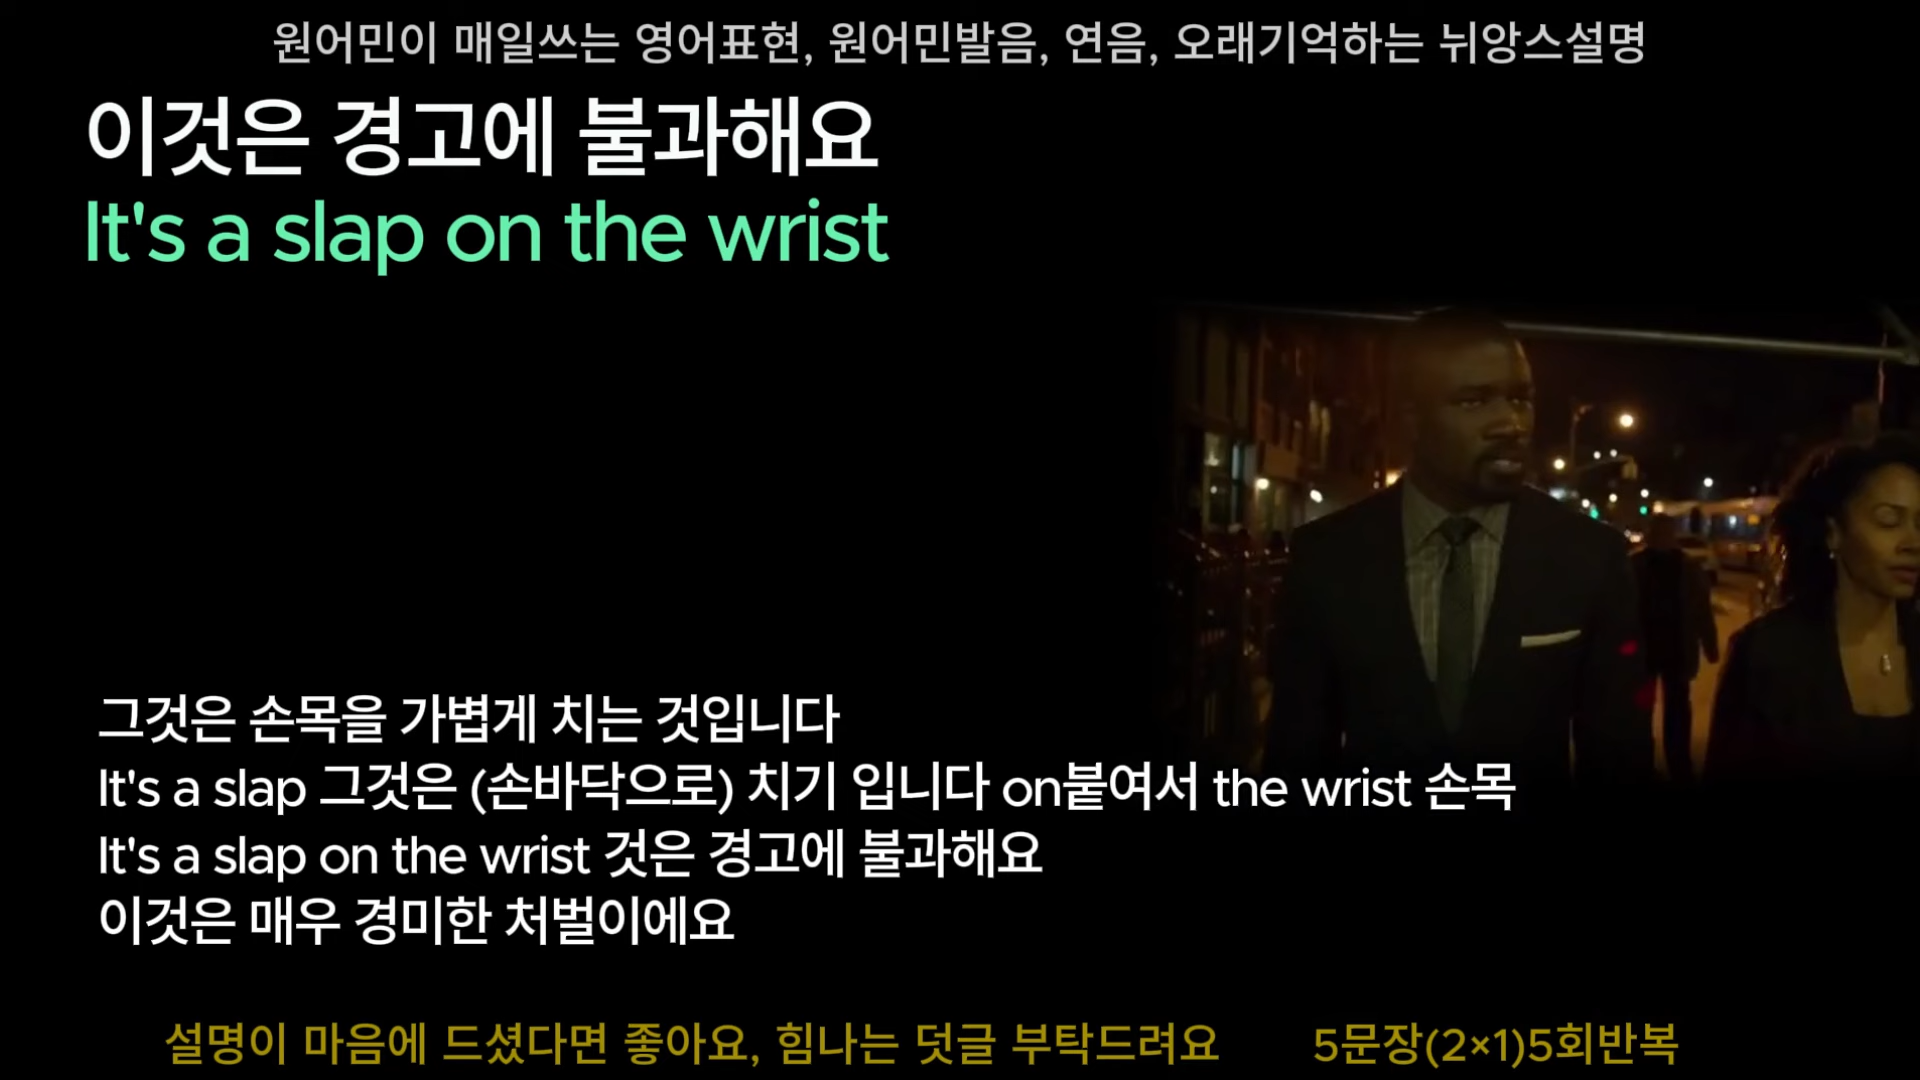 원어민이 매일쓰는 영어표현, 원어민발음, 연음, 오래기억하는 뉘앙스설명
이것은 경고에 불과해요
It's a slap on the wrist
그것은 손목을 가볍게 치는 것입니다
It's a slap 그것은 (손바닥으로) 치기 입니다 on붙여서 the wrist 손목
It's a slap on the wrist 것은 경고에 불과해요
이것은 매우 경미한 처벌이에요
설명이 마음에 드셨다면 좋아요, 힘나는 덧글 부탁드려요 5문장(2×1)5회반복